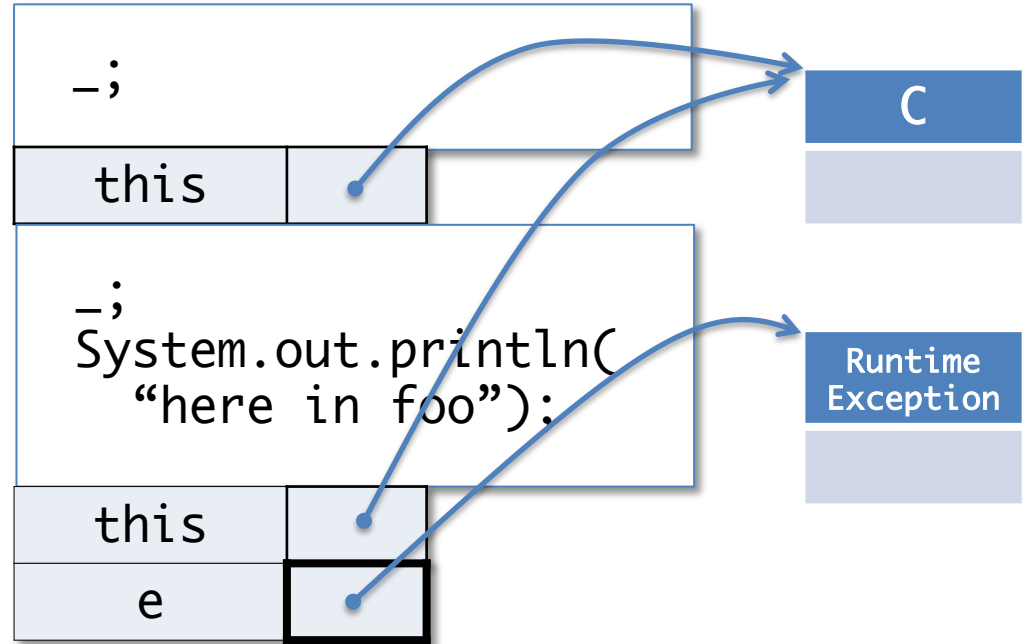 _;
this
_;
System.out.println(
“here in foo”):
this
e
C
Runtime
Exception